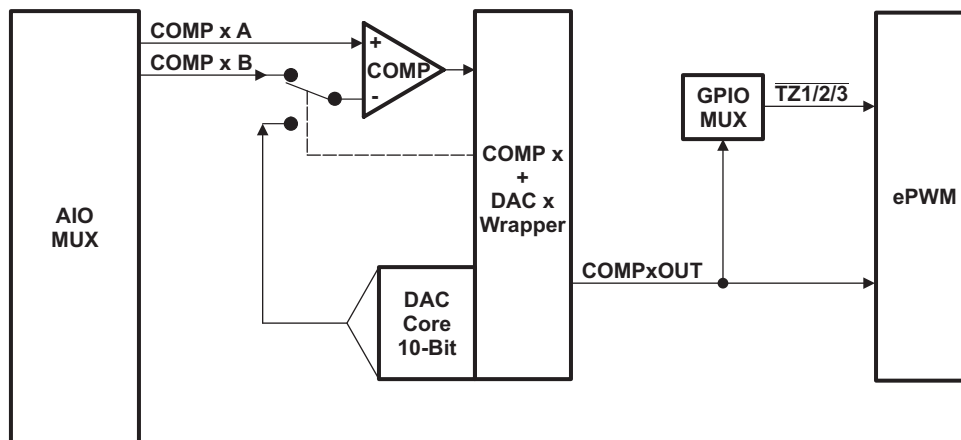 COMP x A
COMP x B
+
COMP
-
AIO
MUX
COMP x
+
DAC x
Wrapper
DAC
Core
10-Bit
COMPxOUT
GPIO
MUX
TZ1/2/3
ePWM